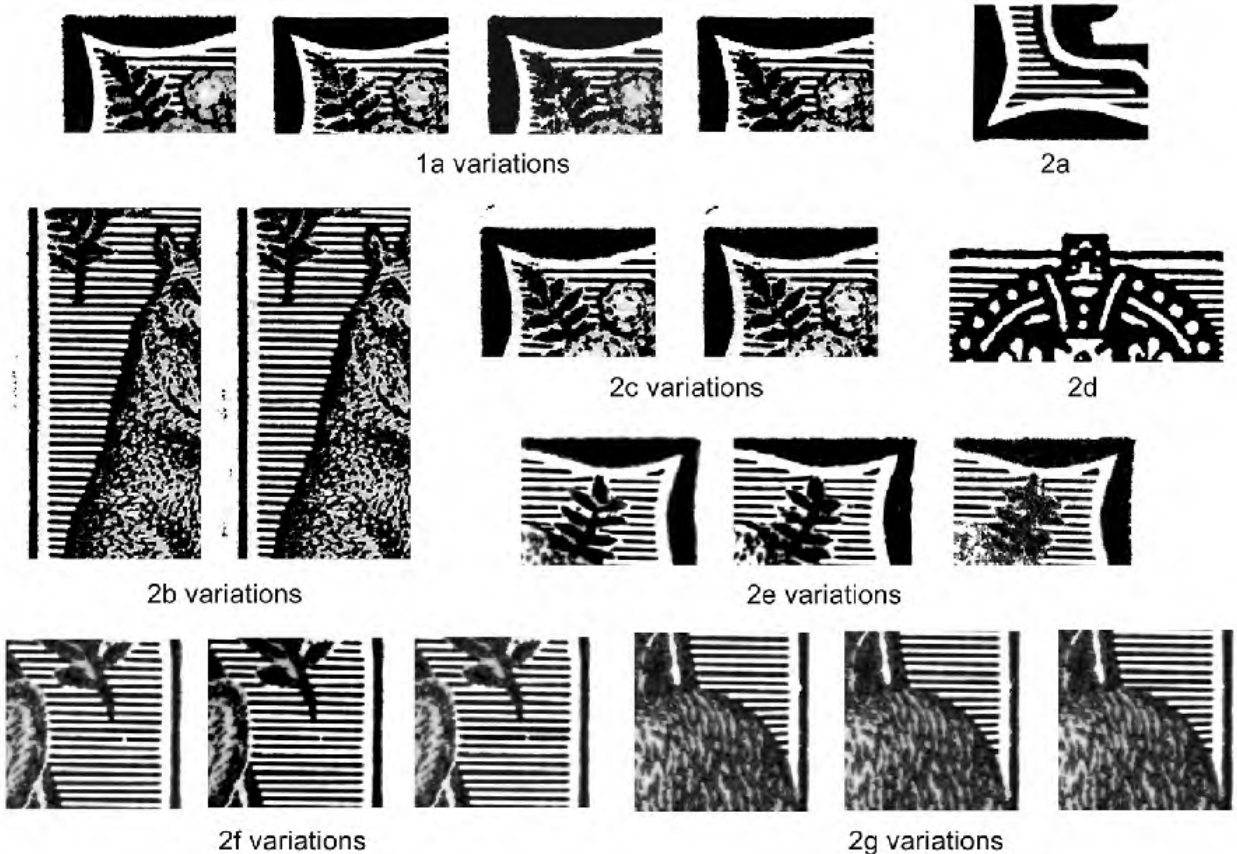 1a variations
2a
2b variations
2c variations
2d
2e variations
2f variations
2g variations